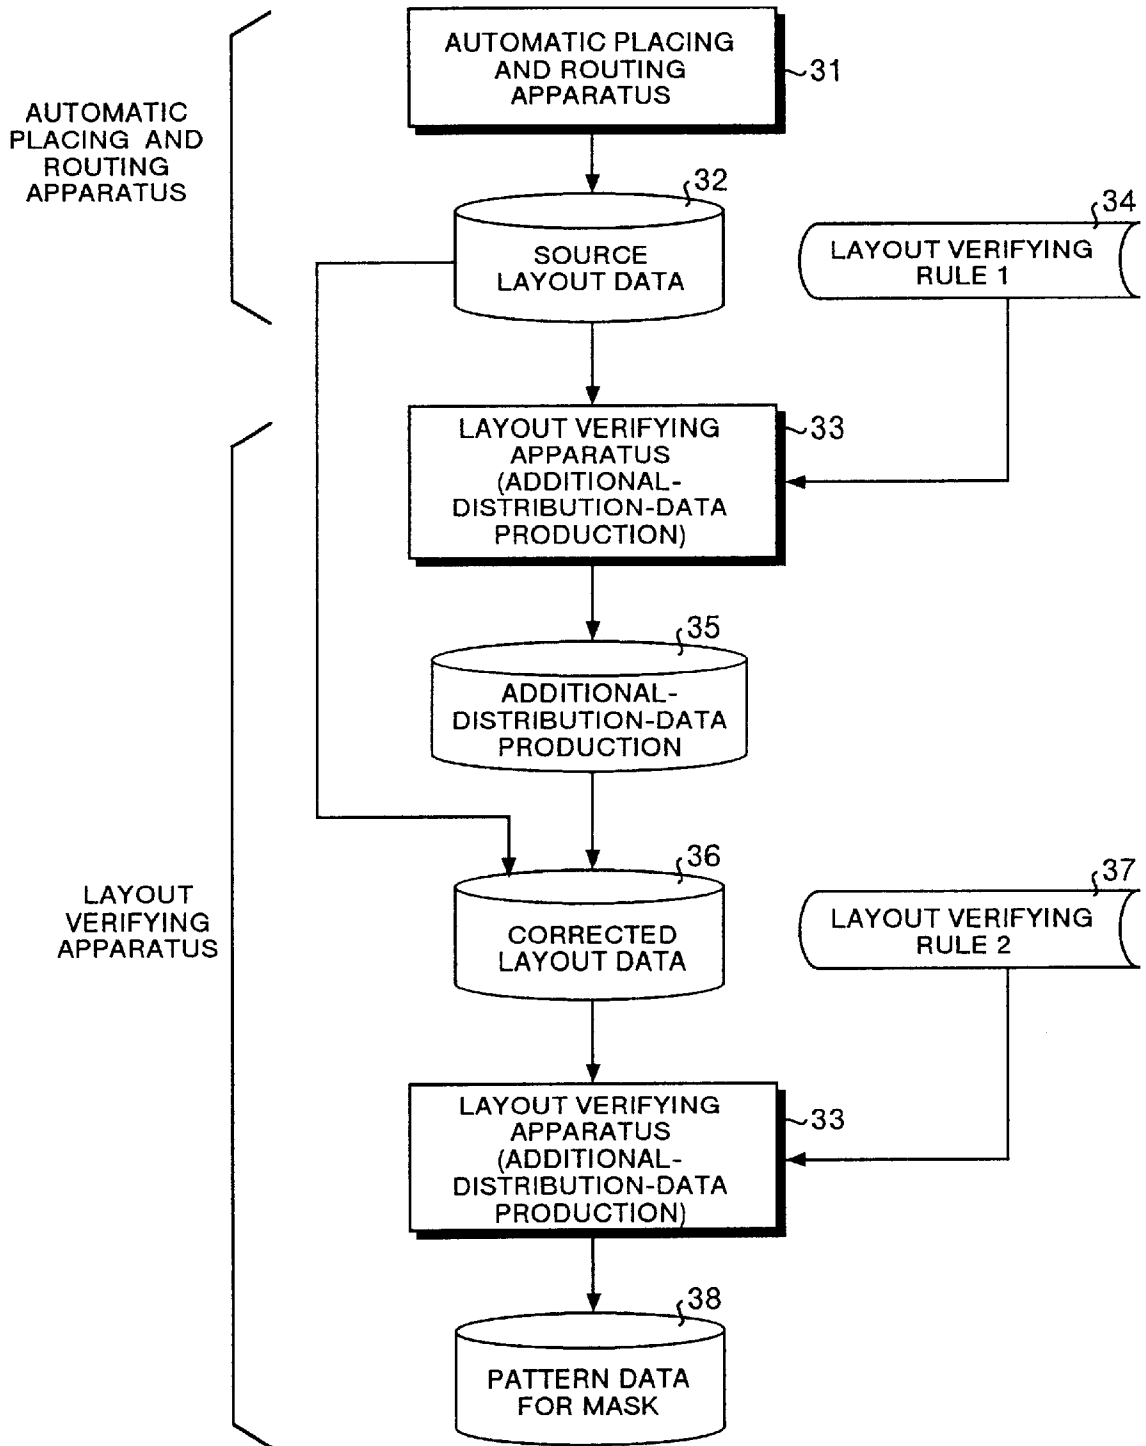 AUTOMATIC PLACING
AND ROUTING
APPARATUS
31
AUTOMATIC
PLACING AND
ROUTING
APPARATUS
32
SOURCE
LAYOUT DATA
34
LAYOUT VERIFYING
RULE 1
LAYOUT VERIFYING
APPARATUS
(ADDITIONAL-
DISTRIBUTION-DATA
PRODUCTION)
33
35
ADDITIONAL-
DISTRIBUTION-DATA
PRODUCTION
LAYOUT
VERIFYING
APPARATUS
36
CORRECTED
LAYOUT DATA
37
LAYOUT VERIFYING
RULE 2
LAYOUT VERIFYING
APPARATUS
(ADDITIONAL-
DISTRIBUTION-DATA
PRODUCTION)
33
38
PATTERN DATA
FOR MASK